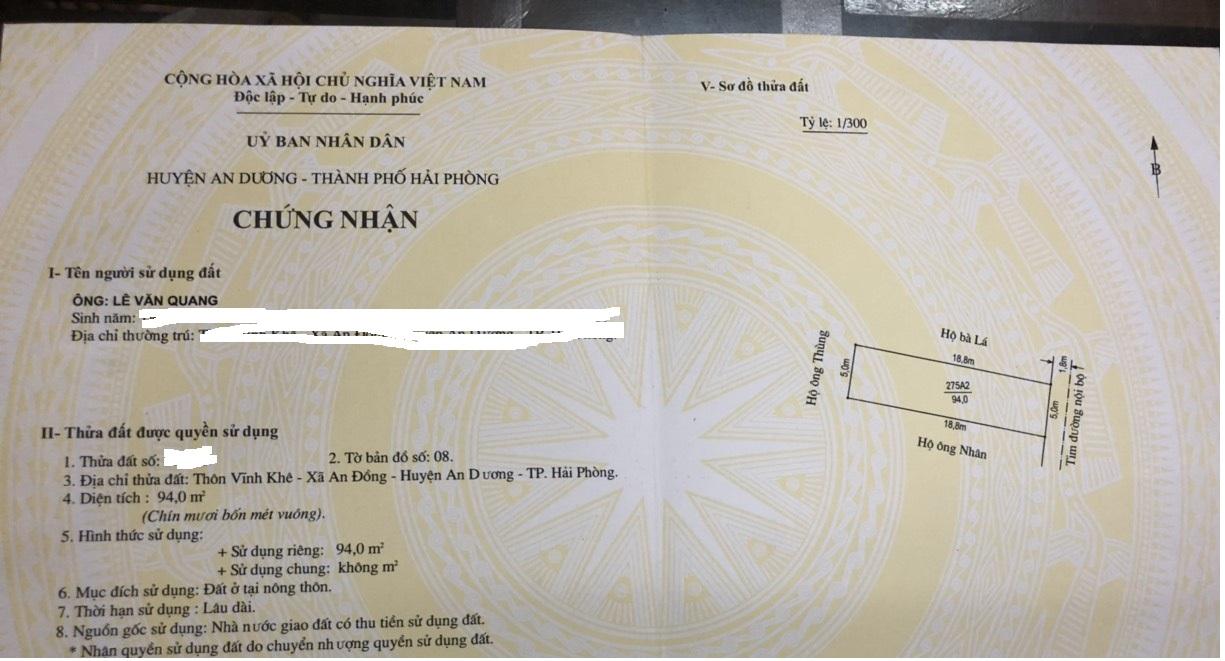 CỘNG HÒA XÃ HỘI CHỦ NGHĨA VIỆT NAM
Độc lập - Tự do - Hạnh phúc
UỶ BAN NHÂN DÂN
HUYỆN AN DƯƠNG - THÀNH PHỐ HẢI PHÒNG
CHỨNG NHẬN
I- Tên người sử dụng đất
ÔNG: LÊ VĂN QUANG
Sinh năm:
Địa chỉ thường trú:
II- Thửa đất được quyền sử dụng
1. Thửa đất số: 2. Tờ bản đồ số: 08.
3. Địa chỉ thửa đất: Thôn Vĩnh Khê - Xã An Đồng - Huyện An Dương - TP. Hải Phòng.
4. Diện tích : 94,0 m²
(Chín mươi bốn mét vuông).
5. Hình thức sử dụng:
+ Sử dụng riêng: 94,0 m²
+ Sử dụng chung: không m²
6. Mục đích sử dụng: Đất ở tại nông thôn.
7. Thời hạn sử dụng : Lâu dài.
8. Nguồn gốc sử dụng: Nhà nước giao đất có thu tiền sử dụng đất.
* Nhận quyền sử dụng đất do chuyển nhượng quyền sử dụng đất.
V- Sơ đồ thửa đất
Tỷ lệ: 1/300
B
Hộ bà Lá
Hộ ông Thùng
5,0m
18,8m
1,8m
275A2
94,0
5,0m
18,8m
Hộ ông Nhân
Tim đường nội bộ